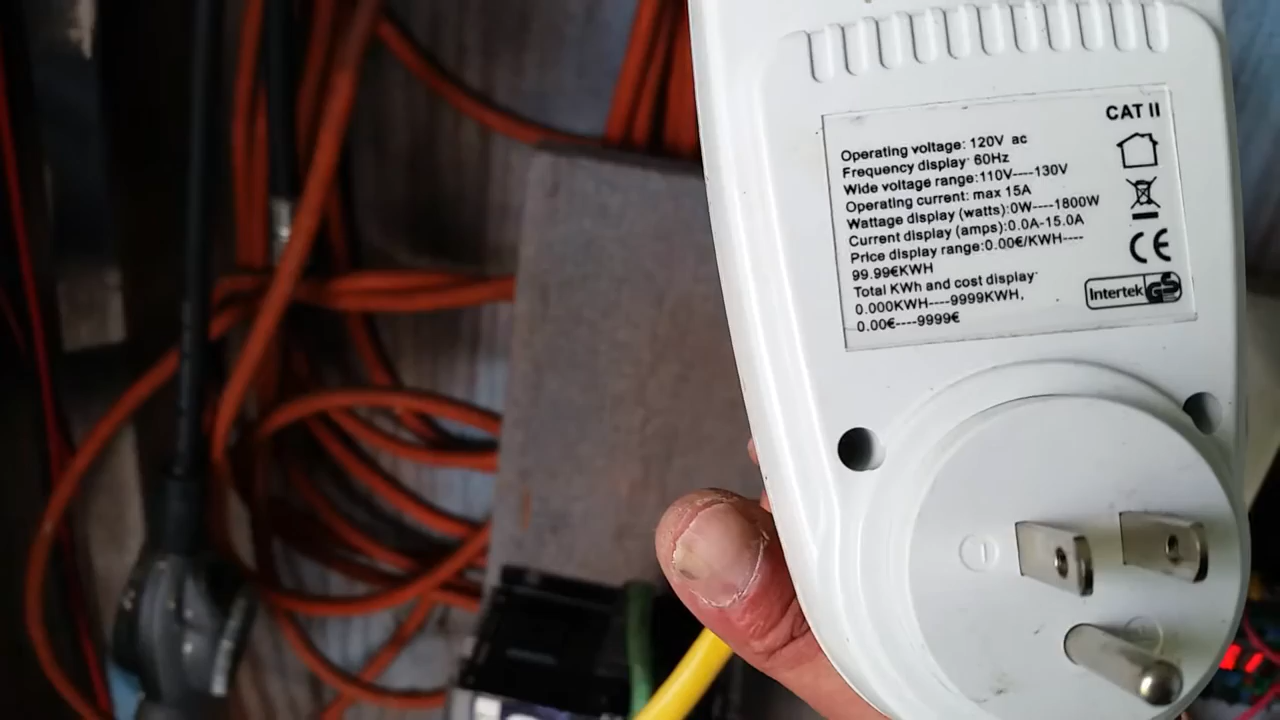 CAT II
Operating voltage: 120V ac
Frequency display: 60Hz
Wide voltage range:110V----130V
Operating current: max 15A
Wattage display (watts):0W----1800W
Current display (amps):0.0A-15.0A
Price display range:0.00€/KWH----
99.99€KWH
Total KWh and cost display:
0.000KWH----9999KWH,
0.00€----9999€
CE
Intertek GS